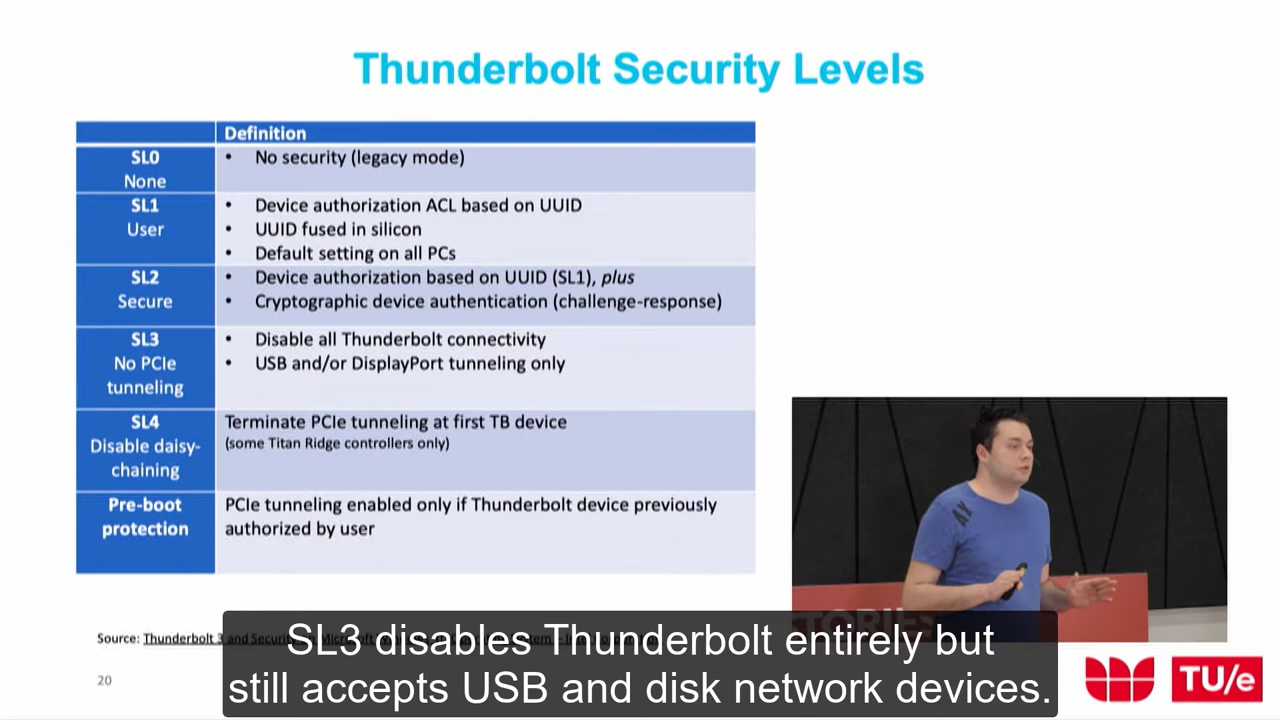 Thunderbolt Security Levels
Definition
SL0
None
• No security (legacy mode)
SL1
User
• Device authorization ACL based on UUID
• UUID fused in silicon
• Default setting on all PCs
SL2
Secure
• Device authorization based on UUID (SL1), plus
• Cryptographic device authentication (challenge-response)
SL3
No PCIe
tunneling
• Disable all Thunderbolt connectivity
• USB and/or DisplayPort tunneling only
SL4
Disable daisy-
chaining
Terminate PCIe tunneling at first TB device
(some Titan Ridge controllers only)
Pre-boot
protection
PCIe tunneling enabled only if Thunderbolt device previously
authorized by user
AY
TORIES
Source: Thunderbolt 3 and Security
SL3 disables Thunderbolt entirely but
still accepts USB and disk network devices.
20
TU/e